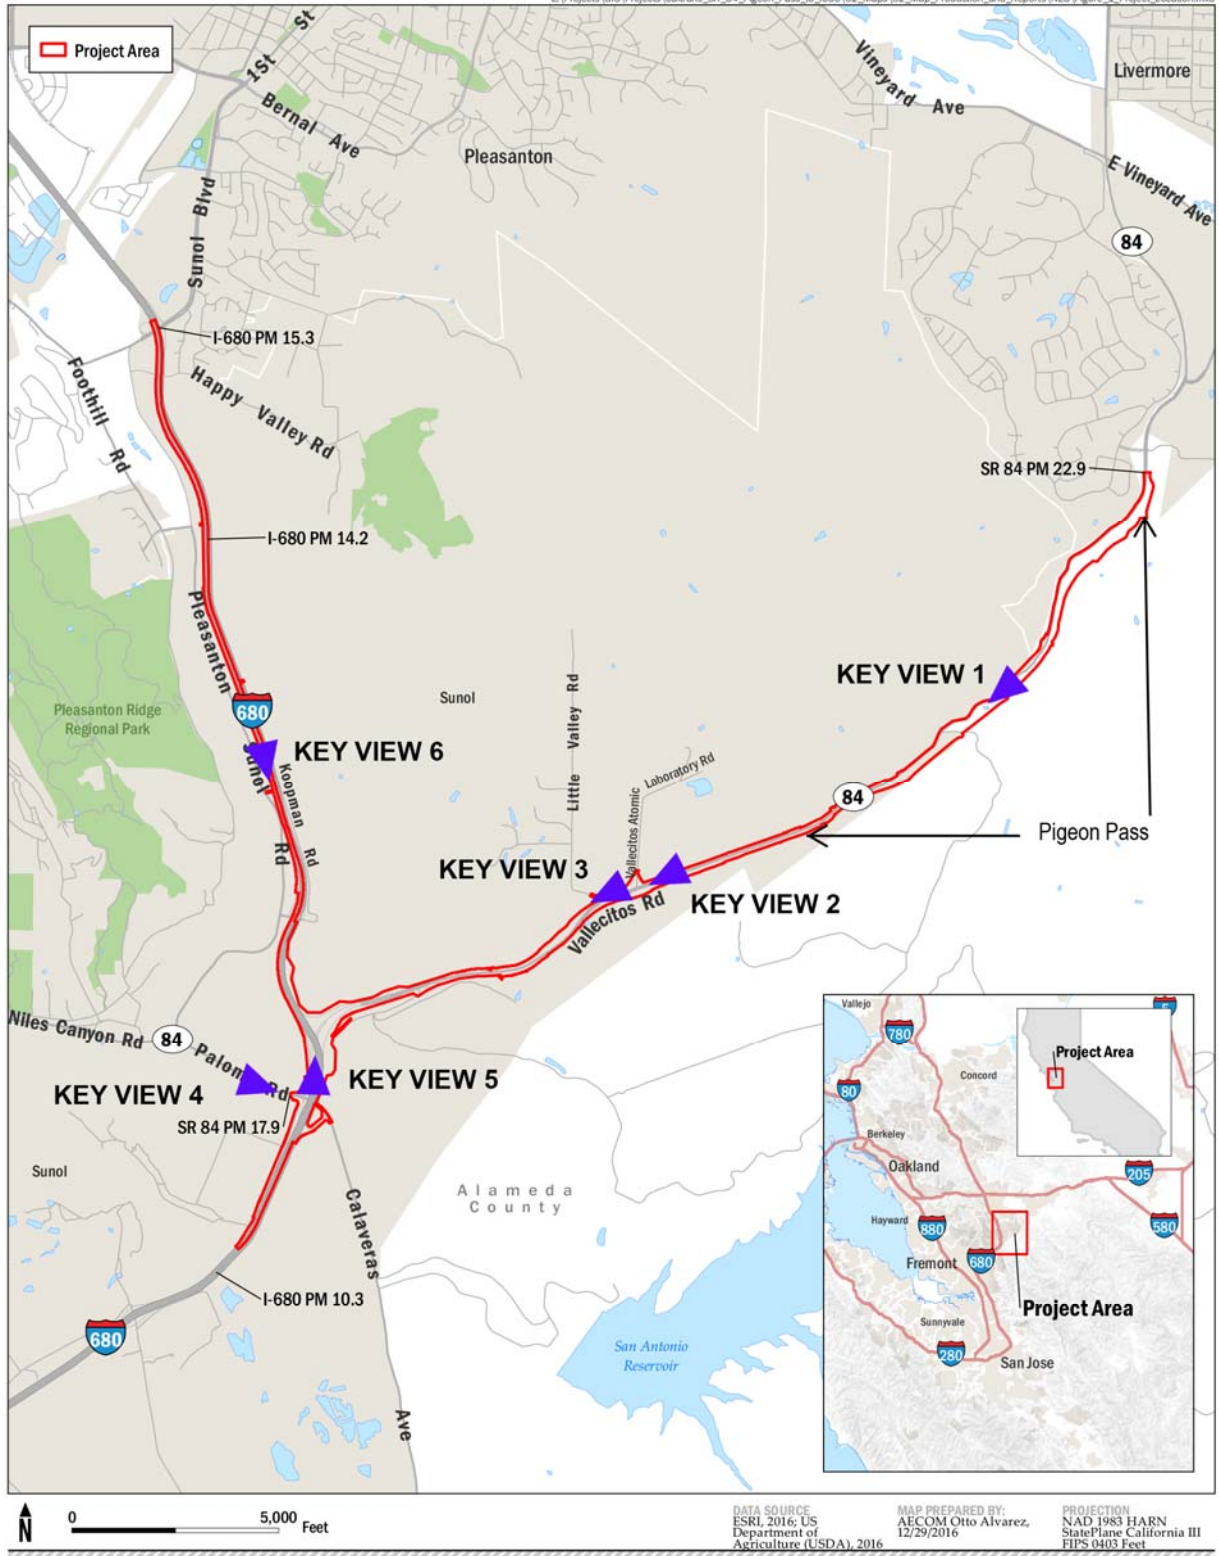 Project Area
1St St
Bernal Ave
Pleasanton
Vineyard Ave
Livermore
E Vineyard Ave
84
Sunol Blvd
I-680 PM 15.3
Foothill Rd
Happy Valley Rd
SR 84 PM 22.9
I-680 PM 14.2
Pleasanton Sunol Rd
KEY VIEW 1
Pleasanton Ridge
Regional Park
680
Sunol
Little Valley Rd
KEY VIEW 6
Koopman Rd
Laboratory Rd
Vallecitos Atomic
84
Pigeon Pass
KEY VIEW 3
KEY VIEW 2
Vallecitos Rd
Niles Canyon Rd
84
Paloma Rd
KEY VIEW 4
KEY VIEW 5
SR 84 PM 17.9
Sunol
Alameda
County
Calaveras Ave
I-680 PM 10.3
680
San Antonio
Reservoir
Vallejo
780
5
Project Area
Concord
80
Berkeley
Oakland
205
Hayward
880
580
Fremont
680
Project Area
Sunnyvale
280
San Jose
N
0
5,000
Feet
DATA SOURCE
ESRI, 2016; US
Department of
Agriculture (USDA), 2016
MAP PREPARED BY:
AECOM Otto Alvarez,
12/29/2016
PROJECTION
NAD 1983 HARN
StatePlane California III
FIPS 0403 Feet